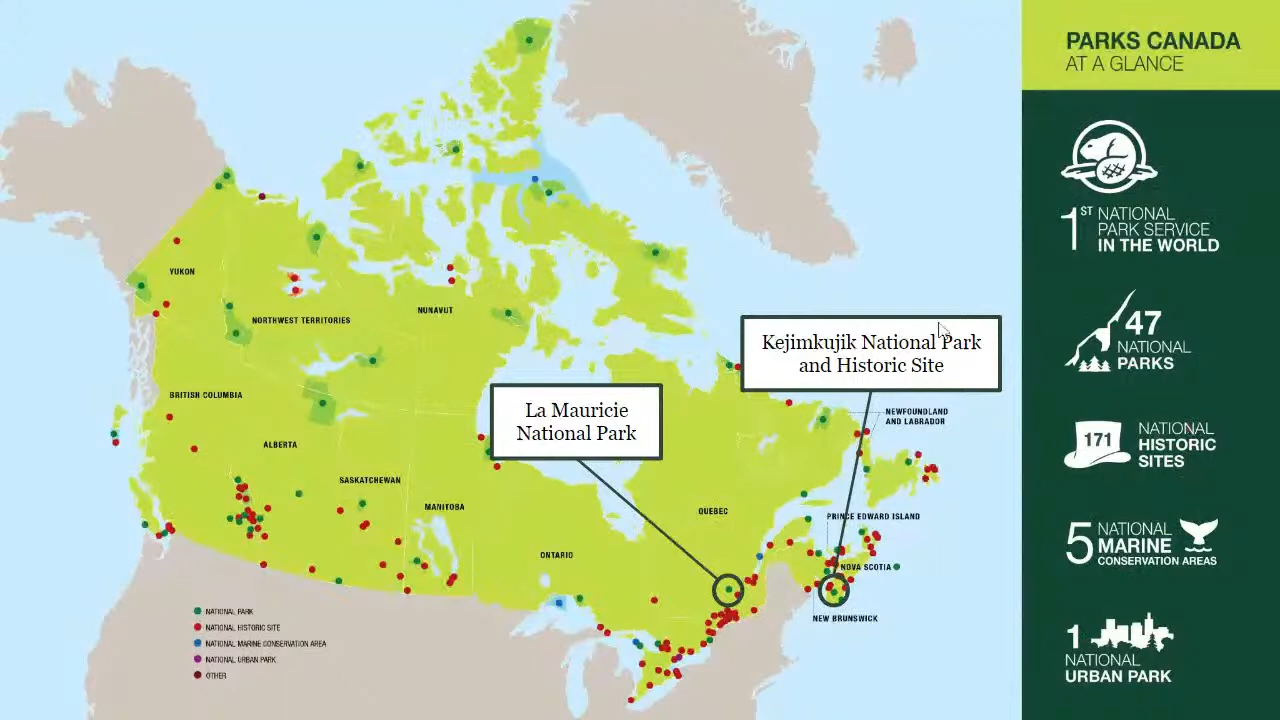 PARKS CANADA
AT A GLANCE
1ST NATIONAL
PARK SERVICE
IN THE WORLD
47
NATIONAL
PARKS
171
NATIONAL
HISTORIC
SITES
5 NATIONAL
MARINE
CONSERVATION AREAS
1
NATIONAL
URBAN PARK
YUKON
NORTHWEST TERRITORIES
NUNAVUT
Kejimkujik National Park
and Historic Site
BRITISH COLUMBIA
La Mauricie
National Park
NEWFOUNDLAND
AND LABRADOR
ALBERTA
SASKATCHEWAN
MANITOBA
QUEBEC
PRINCE EDWARD ISLAND
ONTARIO
NOVA SCOTIA
NEW BRUNSWICK
NATIONAL PARK
NATIONAL HISTORIC SITE
NATIONAL MARINE CONSERVATION AREA
NATIONAL URBAN PARK
OTHER